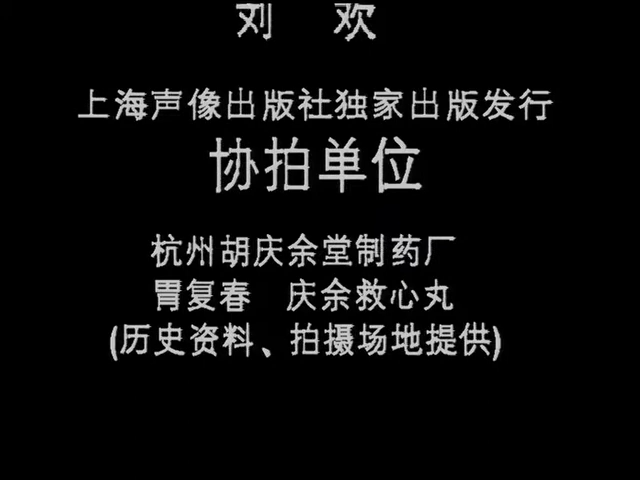 刘 欢
上海声像出版社独家出版发行
协拍单位
杭州胡庆余堂制药厂
胃复春 庆余救心丸
(历史资料、拍摄场地提供)